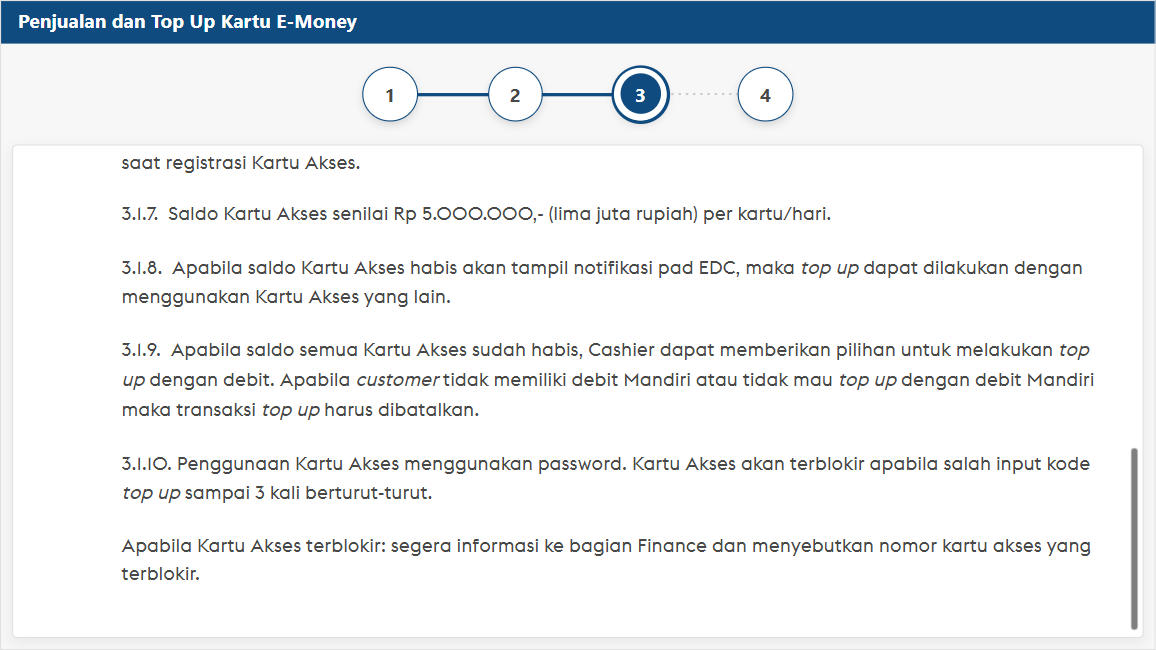 Penjualan dan Top Up Kartu E-Money
1
2
3
4
saat registrasi Kartu Akses.
3.1.7. Saldo Kartu Akses senilai Rp 5.000.000,- (lima juta rupiah) per kartu/hari.
3.1.8. Apabila saldo Kartu Akses habis akan tampil notifikasi pad EDC, maka top up dapat dilakukan dengan
menggunakan Kartu Akses yang lain.
3.1.9. Apabila saldo semua Kartu Akses sudah habis, Cashier dapat memberikan pilihan untuk melakukan top
up dengan debit. Apabila customer tidak memiliki debit Mandiri atau tidak mau top up dengan debit Mandiri
maka transaksi top up harus dibatalkan.
3.1.10. Penggunaan Kartu Akses menggunakan password. Kartu Akses akan terblokir apabila salah input kode
top up sampai 3 kali berturut-turut.
Apabila Kartu Akses terblokir: segera informasi ke bagian Finance dan menyebutkan nomor kartu akses yang
terblokir.